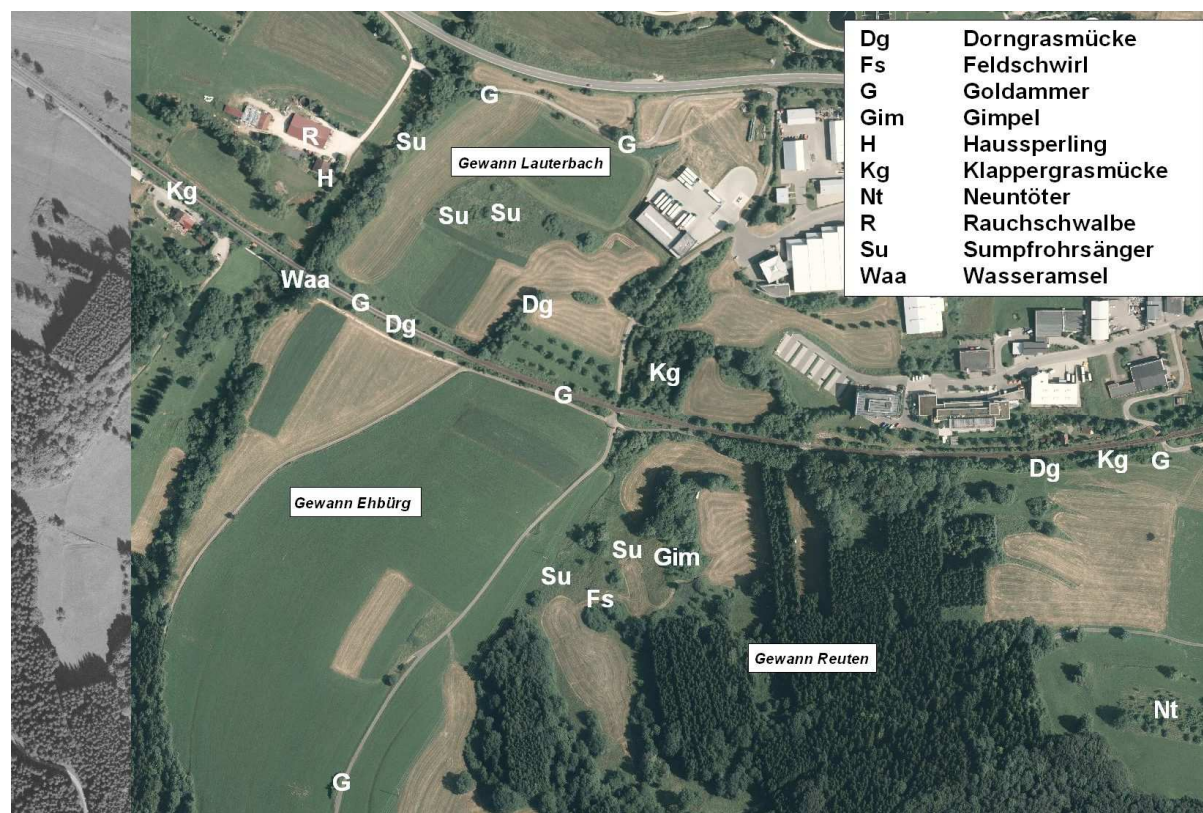 Dg Dorngrasmücke
Fs Feldschwirl
G Goldammer
Gim Gimpel
H Haussperling
Kg Klappergrasmücke
Nt Neuntöter
R Rauchschwalbe
Su Sumpfrohrsänger
Waa Wasseramsel
G
R
Su
G
Gewann Lauterbach
H
Kg
Su Su
Waa
G
Dg
Dg
Kg
G
Dg
Kg
G
Gewann Ehbürg
Su
Gim
Su
Fs
Gewann Reuten
Nt
G